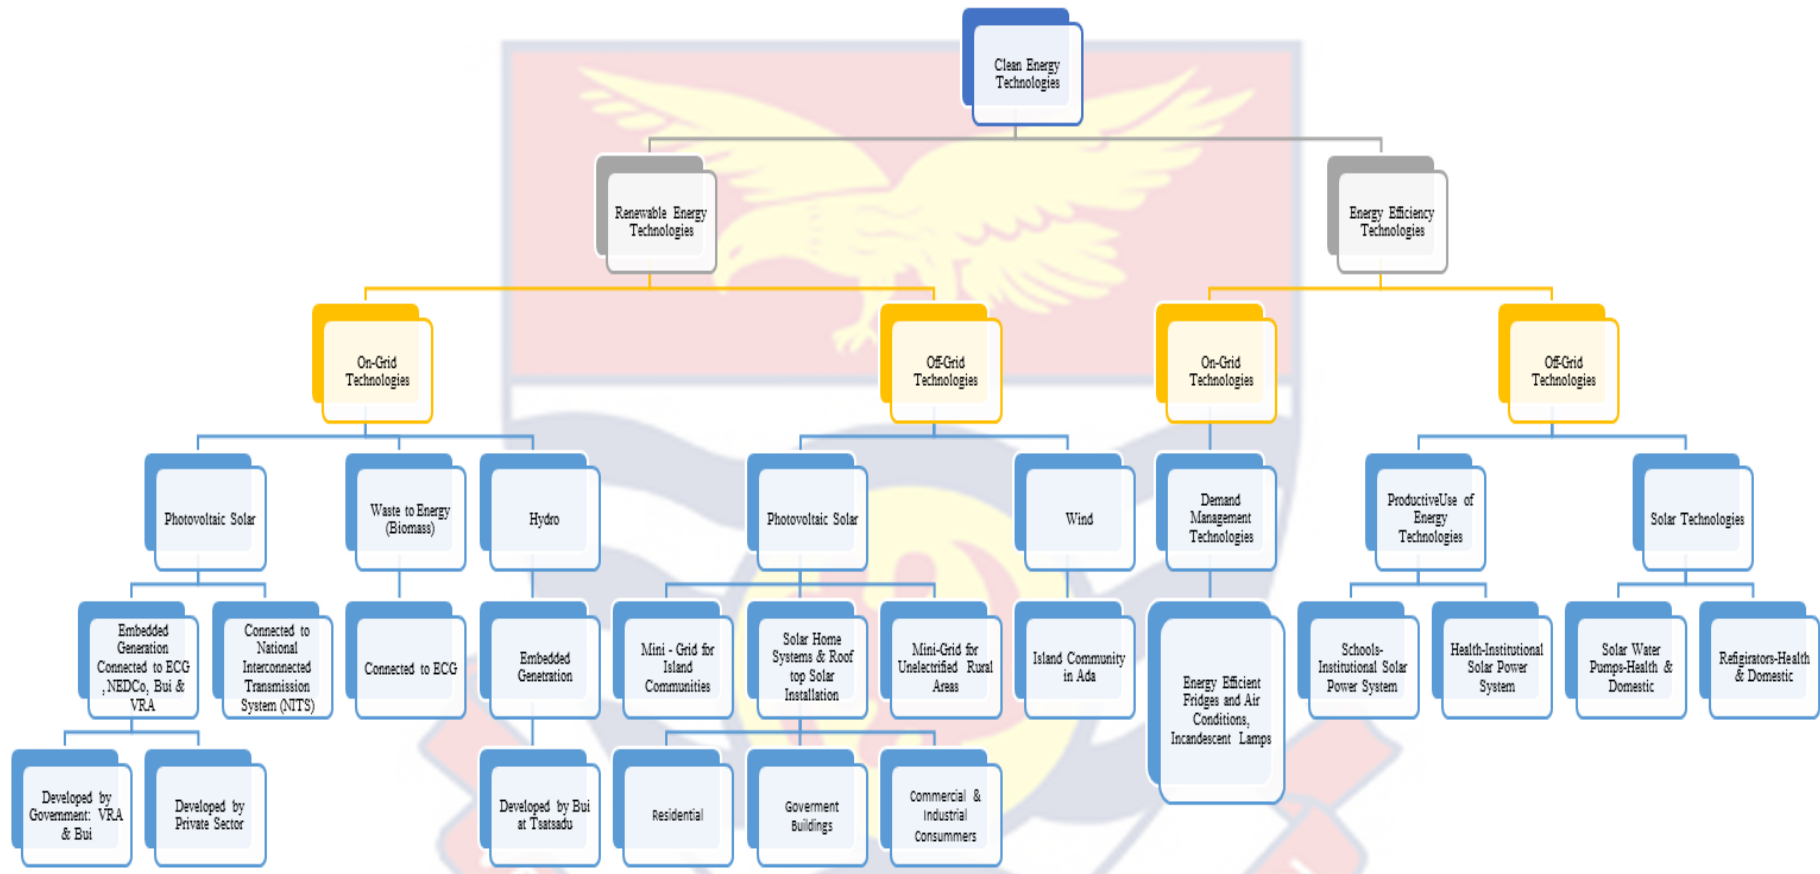 Clean Energy
Technologies
Renewable Energy
Technologies
Energy Efficiency
Technologies
On-Grid
Technologies
Off-Grid
Technologies
On-Grid
Technologies
Off-Grid
Technologies
Photovoltaic Solar
Waste to Energy
(Biomass)
Hydro
Photovoltaic Solar
Wind
Demand
Management
Technologies
ProductiveUse of
Energy
Technologies
Solar Technologies
Embedded
Generation
Connected to ECG
, NEDCo, Bui &
VRA
Connected to
National
Interconnected
Transmission
System (NITS)
Connected to ECG
Embedded
Genetration
Mini - Grid for
Island
Communities
Solar Home
Systems & Roof
top Solar
Installation
Mini-Grid for
Unelectrified Rural
Areas
Island Community
in Ada
Energy Efficient
Fridges and Air
Conditions,
Incandescent Lamps
Schools-
Institutional Solar
Power System
Health-Institutional
Solar Power
System
Solar Water
Pumps-Health &
Domestic
Refigirators-Health
& Domestic
Developed by
Government: VRA
& Bui
Developed by
Private Sector
Developed by Bui
at Tsatsadu
Residential
Goverment
Buildings
Commercial &
Industrial
Consummers